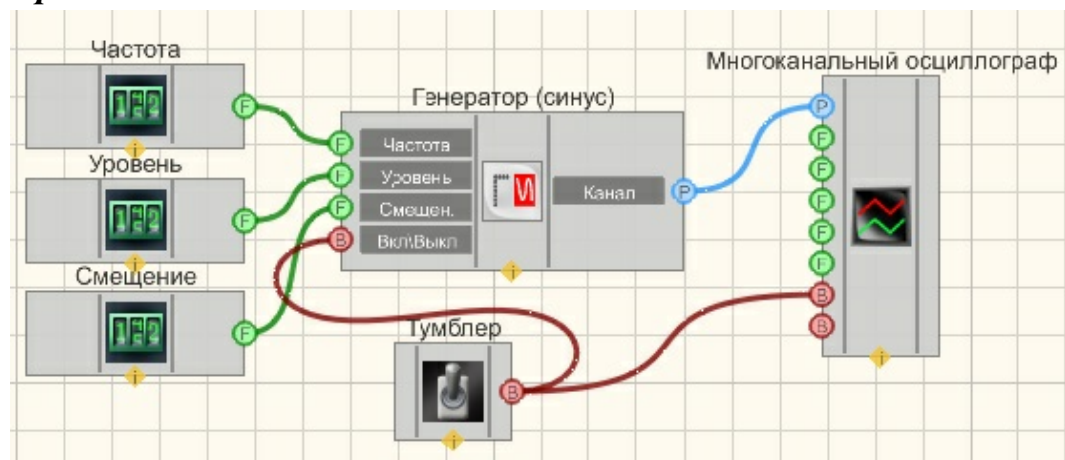 Частота
Уровень
Смещение
Генератор (синус)
Частота
Уровень
Смещен.
Вкл\Выкл
Канал
Тумблер
Многоканальный осциллограф
F
F
F
F
F
F
B
P
B
P
F
F
F
F
F
B
B